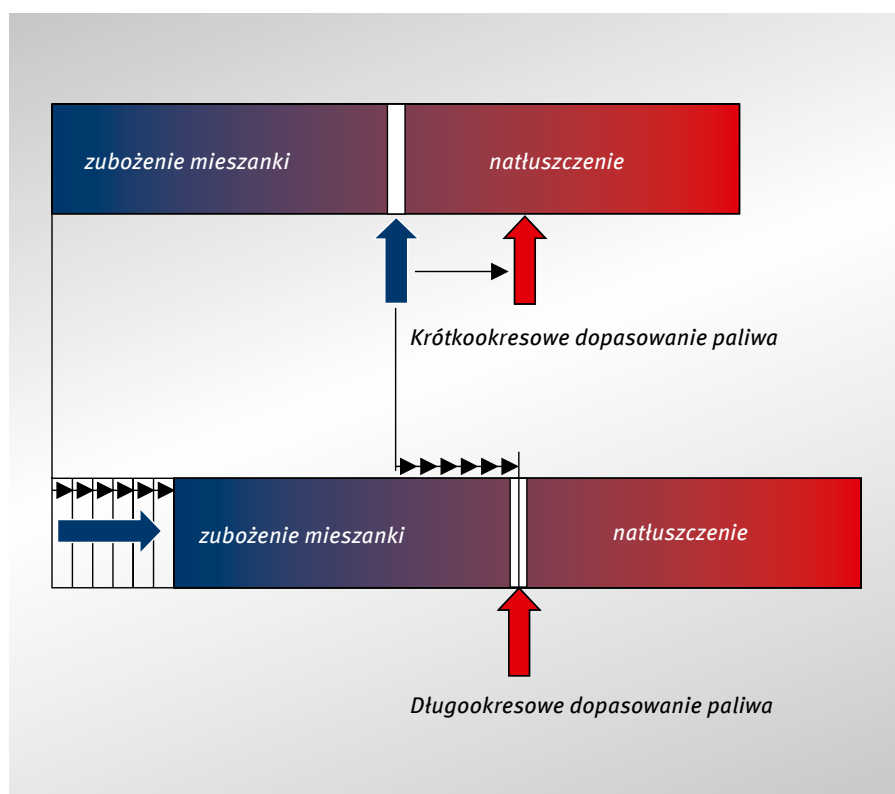 zubożenie mieszanki
natłuszczenie
Krótkookresowe dopasowanie paliwa
zubożenie mieszanki
natłuszczenie
Długookresowe dopasowanie paliwa